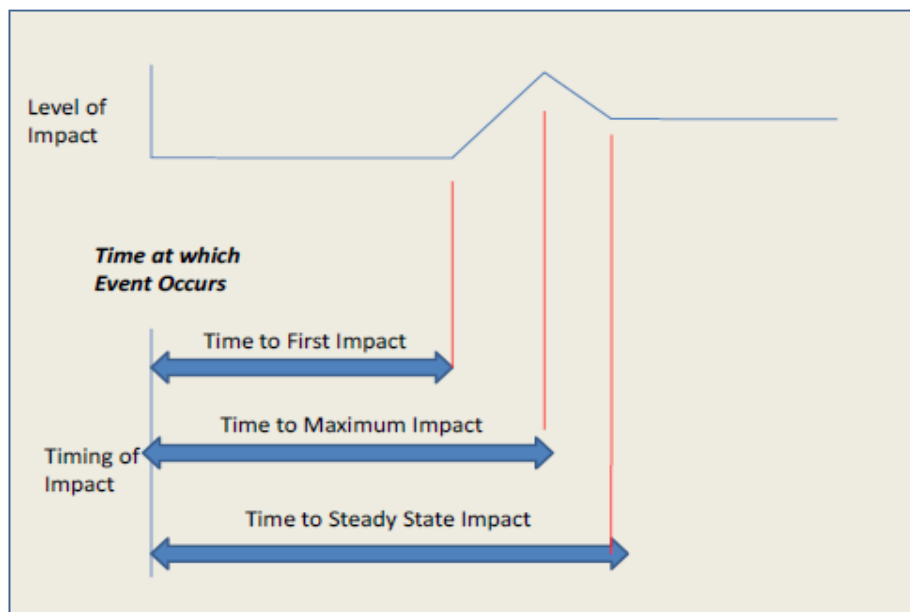 Level of
Impact
Time at which
Event Occurs
Time to First Impact
Time to Maximum Impact
Timing of
Impact
Time to Steady State Impact